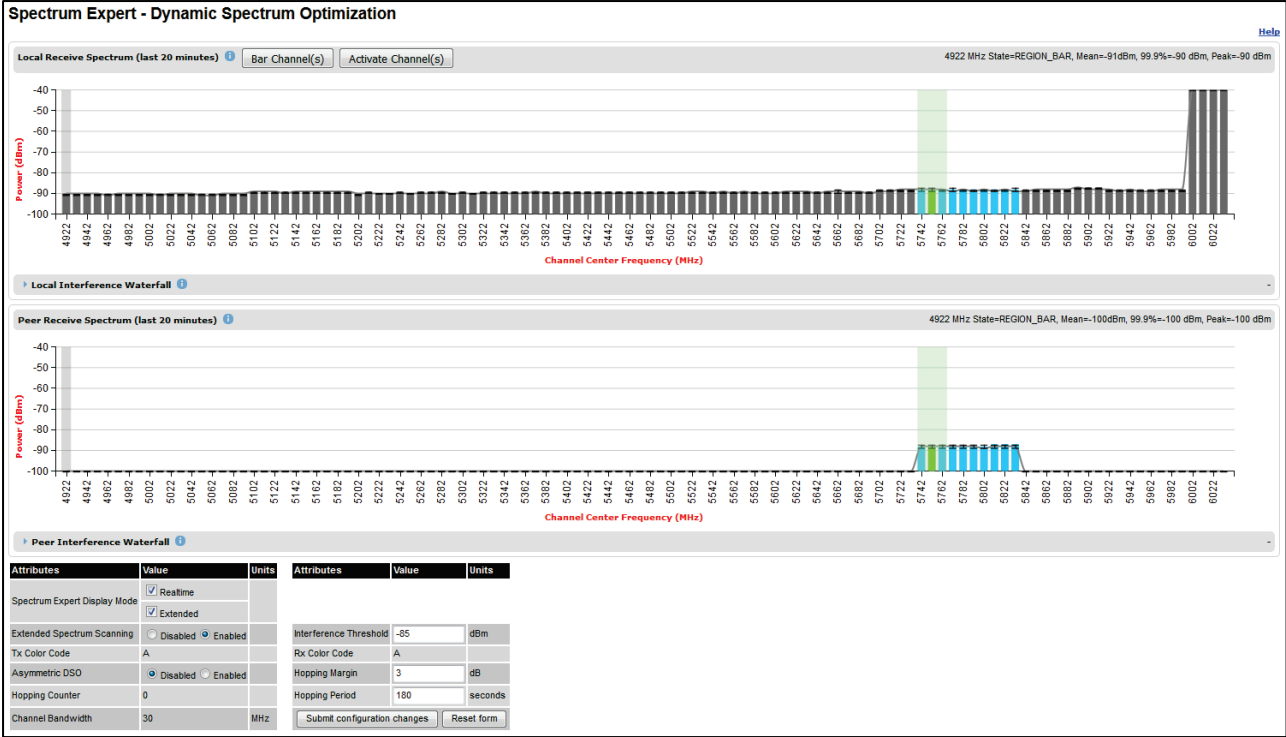 Spectrum Expert - Dynamic Spectrum Optimization
Help
Local Receive Spectrum (last 20 minutes) i Bar Channel(s) Activate Channel(s) 4922 MHz State=REGION_BAR, Mean=-91dBm, 99.9%=-90 dBm, Peak=-90 dBm
-40
-50
-60
-70
-80
-90
-100
Power (dBm)
4922 4942 4962 4982 5002 5022 5042 5062 5082 5102 5122 5142 5162 5182 5202 5222 5242 5262 5282 5302 5322 5342 5362 5382 5402 5422 5442 5462 5482 5502 5522 5542 5562 5582 5602 5622 5642 5662 5682 5702 5722 5742 5762 5782 5802 5822 5842 5862 5882 5902 5922 5942 5962 5982 6002 6022
Channel Center Frequency (MHz)
Local Interference Waterfall i -
Peer Receive Spectrum (last 20 minutes) i 4922 MHz State=REGION_BAR, Mean=-100dBm, 99.9%=-100 dBm, Peak=-100 dBm
-40
-50
-60
-70
-80
-90
-100
Power (dBm)
4922 4942 4962 4982 5002 5022 5042 5062 5082 5102 5122 5142 5162 5182 5202 5222 5242 5262 5282 5302 5322 5342 5362 5382 5402 5422 5442 5462 5482 5502 5522 5542 5562 5582 5602 5622 5642 5662 5682 5702 5722 5742 5762 5782 5802 5822 5842 5862 5882 5902 5922 5942 5962 5982 6002 6022
Channel Center Frequency (MHz)
Peer Interference Waterfall i -
Attributes Value Units Attributes Value Units
Spectrum Expert Display Mode Realtime
Extended
Extended Spectrum Scanning Disabled Enabled Interference Threshold -85 dBm
Tx Color Code A Rx Color Code A
Asymmetric DSO Disabled Enabled Hopping Margin 3 dB
Hopping Counter 0 Hopping Period 180 seconds
Channel Bandwidth 30 MHz Submit configuration changes Reset form